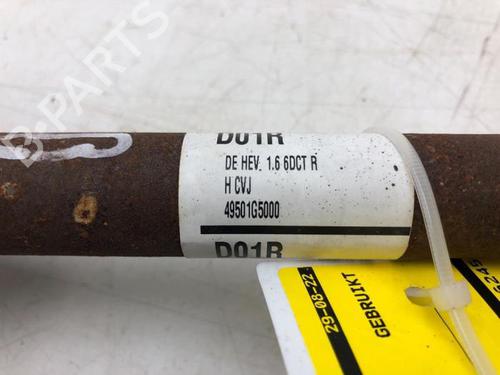 B-PARTS
D01R
DE HEV. 1.6 6DCT R
H CVJ
49501G5000
D01R
29-08-22
GEBRUIKT